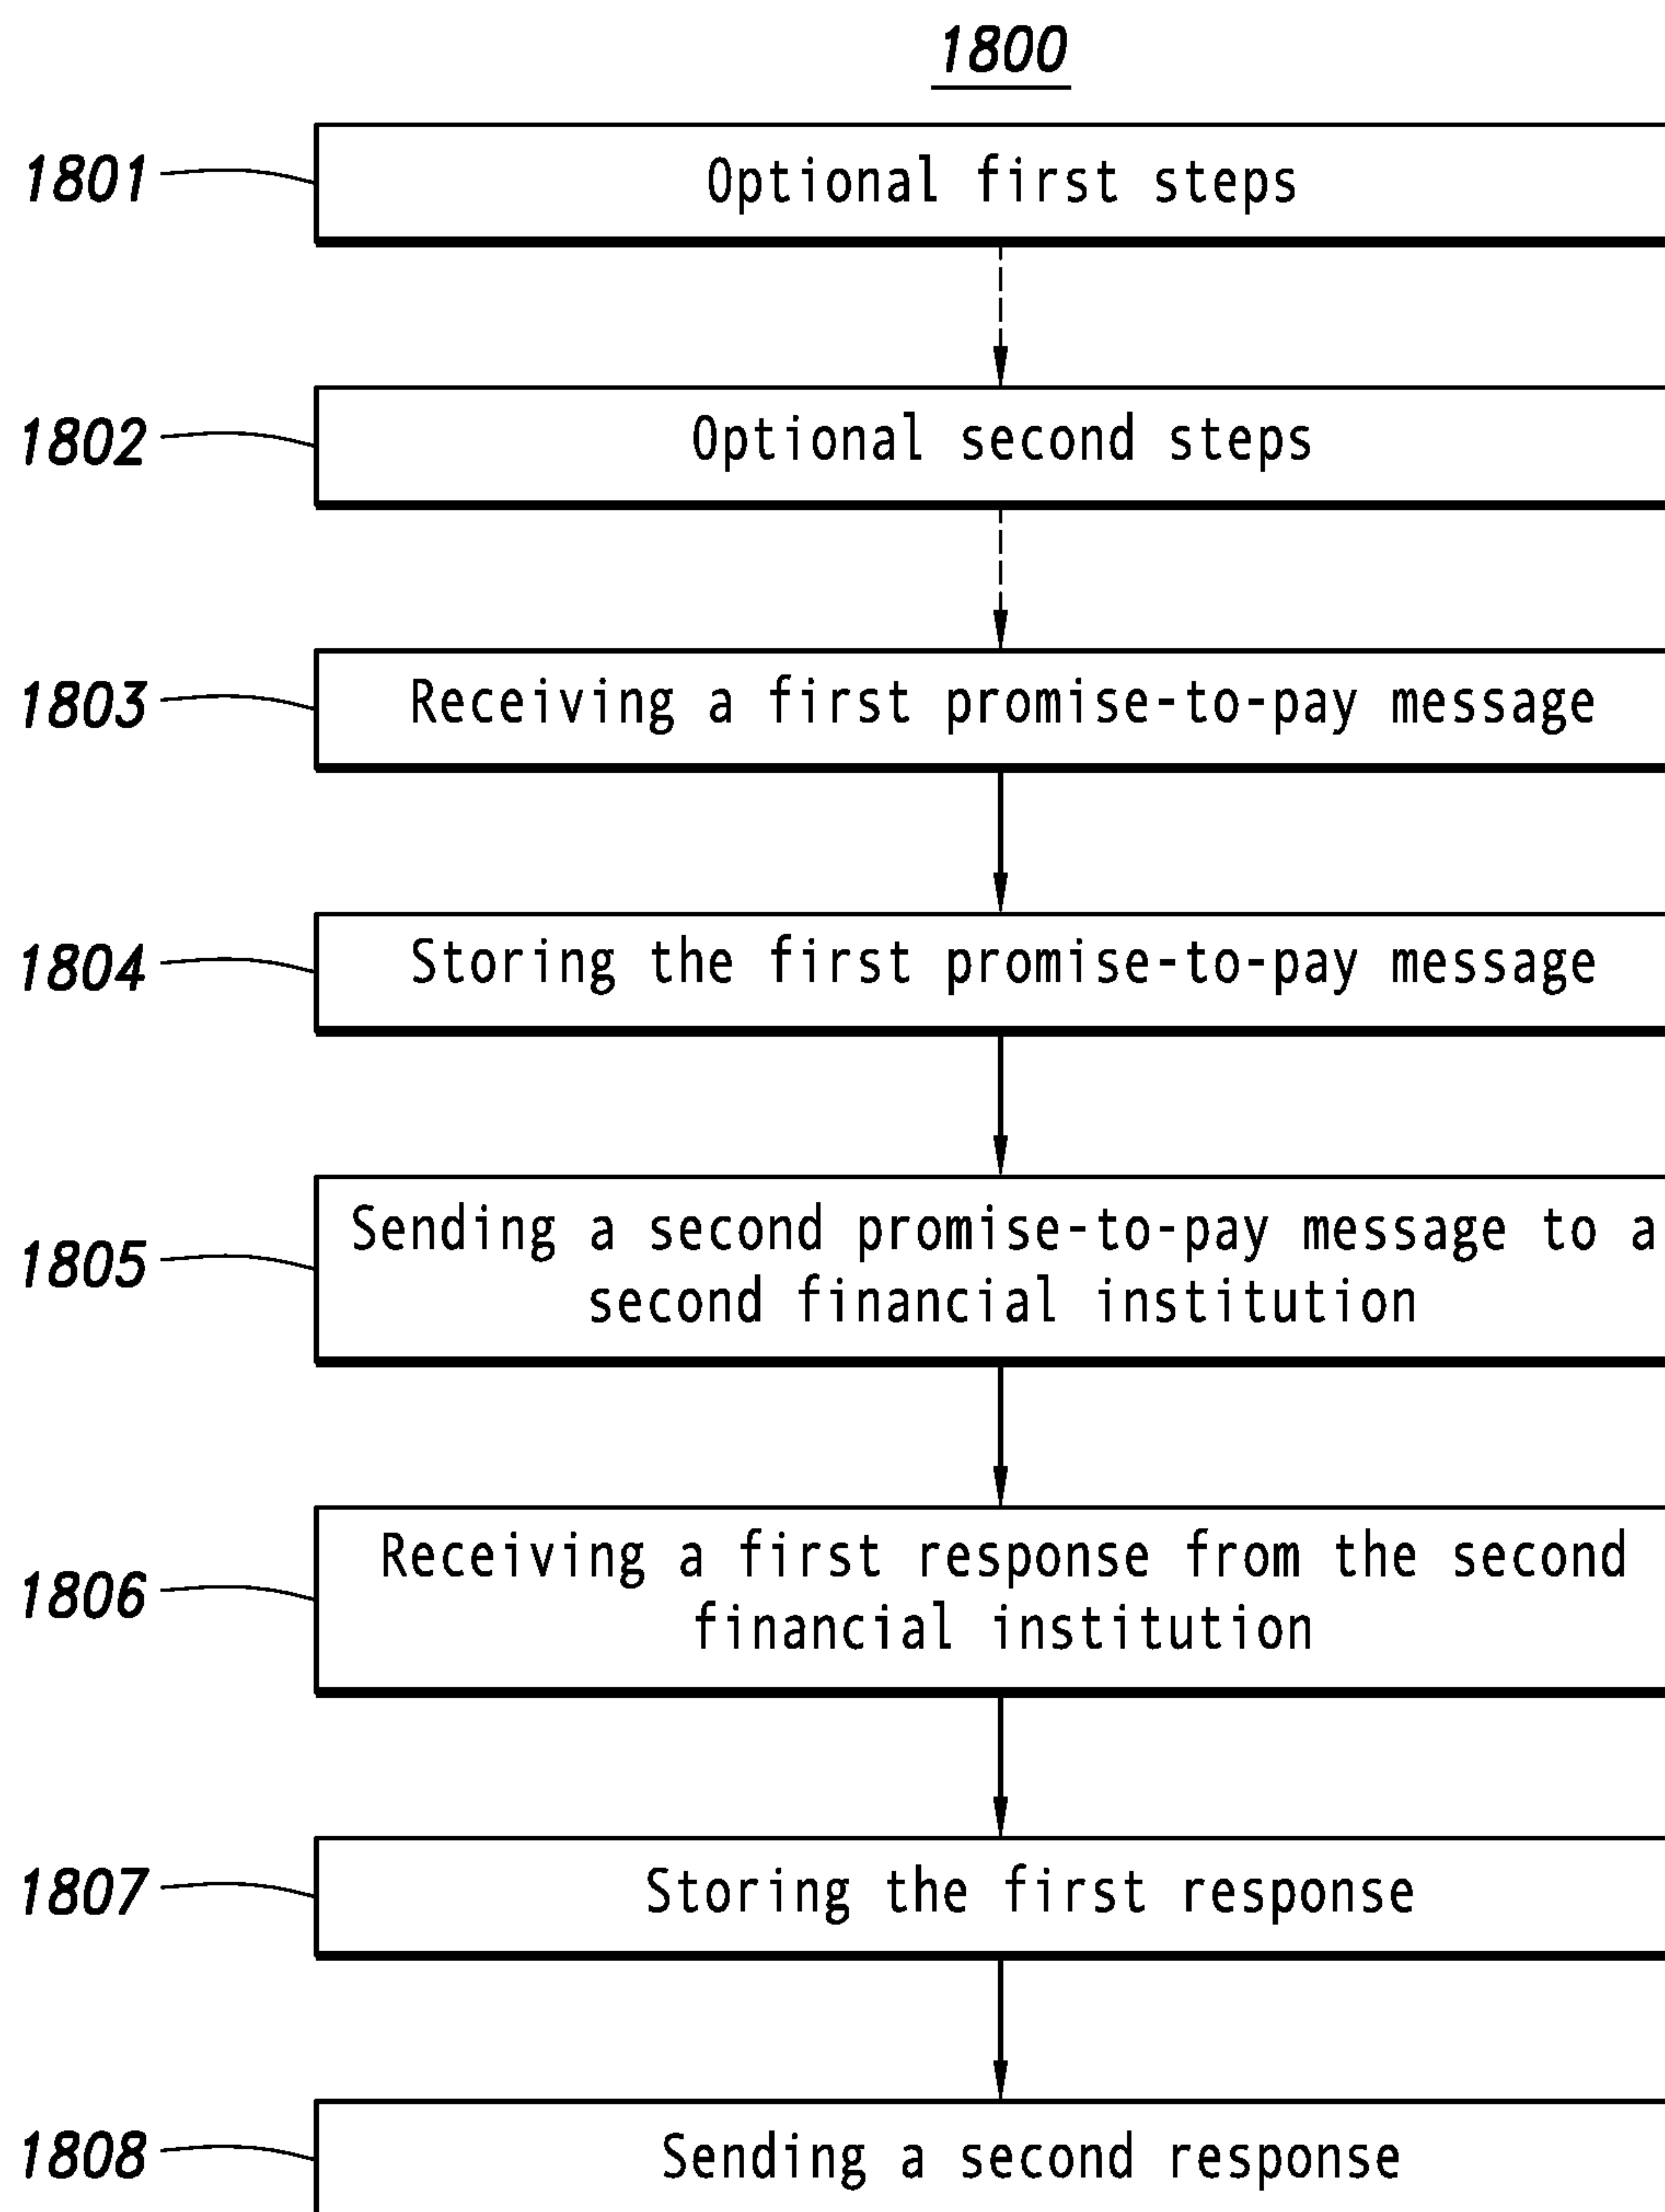 1800
1801
Optional first steps
1802
Optional second steps
1803
Receiving a first promise-to-pay message
1804
Storing the first promise-to-pay message
1805
Sending a second promise-to-pay message to a
second financial institution
1806
Receiving a first response from the second
financial institution
1807
Storing the first response
1808
Sending a second response